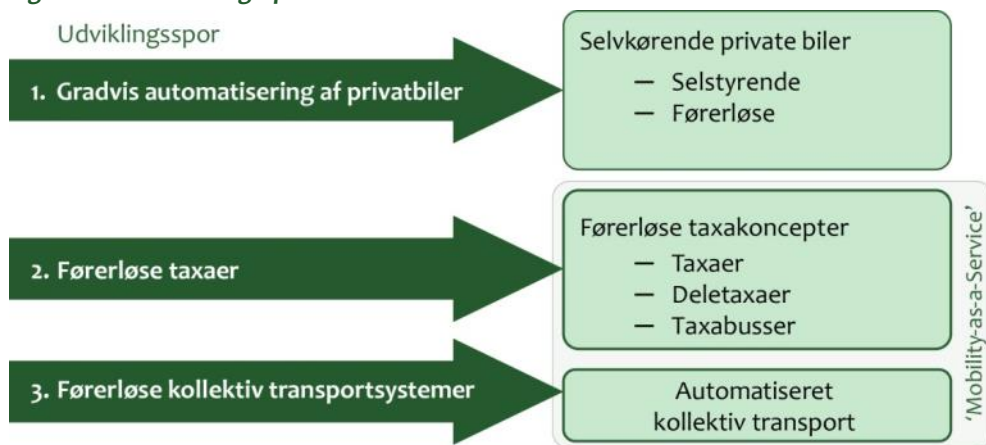 Udviklingsspor
1. Gradvis automatisering af privatbiler
Selvkørende private biler
— Selstyrende
— Førerløse
2. Førerløse taxaer
Førerløse taxakoncepter
— Taxaer
— Deletaxaer
— Taxabusser
3. Førerløse kollektiv transportsystemer
Automatiseret
kollektiv transport
'Mobility-as-a-Service'